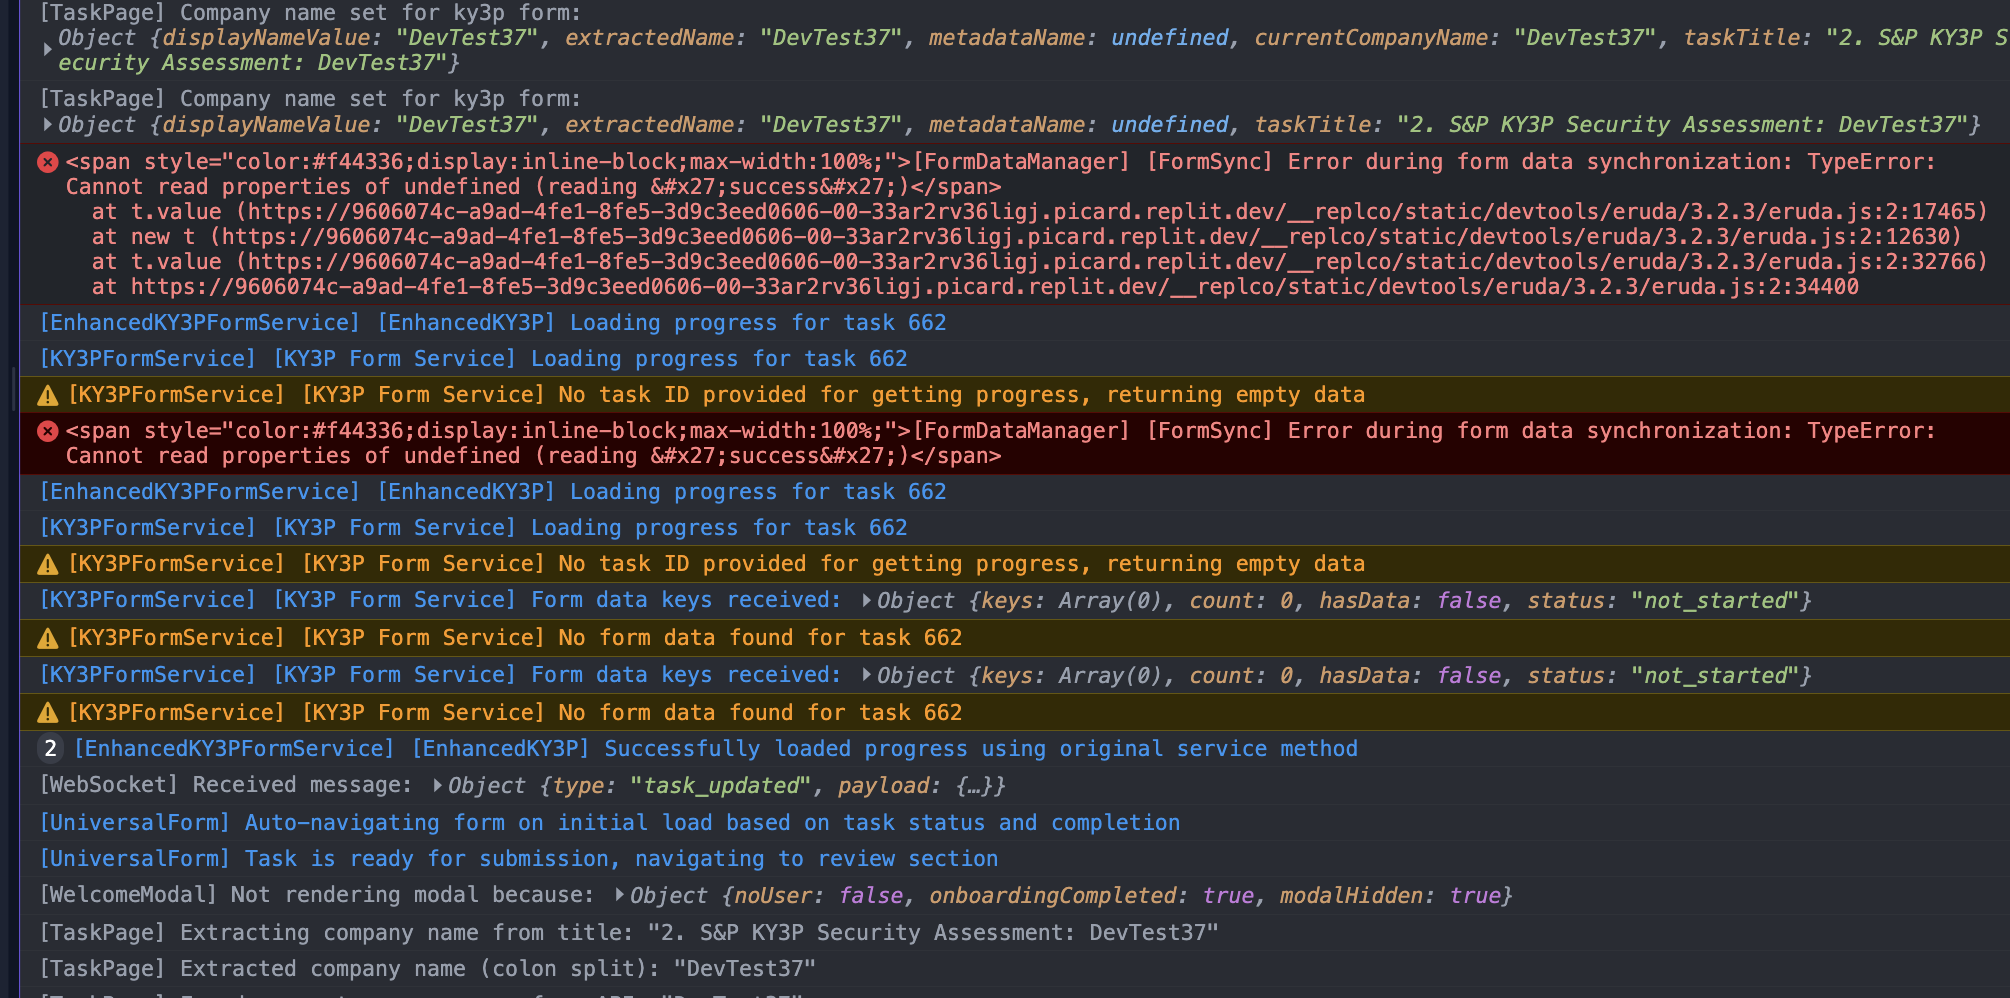 [TaskPage] Company name set for ky3p form:
Object {displayNameValue: "DevTest37", extractedName: "DevTest37", metadataName: undefined, currentCompanyName: "DevTest37", taskTitle: "2. S&P KY3P S
ecurity Assessment: DevTest37"}
[TaskPage] Company name set for ky3p form:
Object {displayNameValue: "DevTest37", extractedName: "DevTest37", metadataName: undefined, taskTitle: "2. S&P KY3P Security Assessment: DevTest37"}
<span style="color:#f44336;display:inline-block;max-width:100%;">[FormDataManager] [FormSync] Error during form data synchronization: TypeError:
Cannot read properties of undefined (reading &#x27;success&#x27;)</span>
at t.value (https://9606074c-a9ad-4fe1-8fe5-3d9c3eed0606-00-33ar2rv36ligj.picard.replit.dev/__replco/static/devtools/eruda/3.2.3/eruda.js:2:17465)
at new t (https://9606074c-a9ad-4fe1-8fe5-3d9c3eed0606-00-33ar2rv36ligj.picard.replit.dev/__replco/static/devtools/eruda/3.2.3/eruda.js:2:12630)
at t.value (https://9606074c-a9ad-4fe1-8fe5-3d9c3eed0606-00-33ar2rv36ligj.picard.replit.dev/__replco/static/devtools/eruda/3.2.3/eruda.js:2:32766)
at https://9606074c-a9ad-4fe1-8fe5-3d9c3eed0606-00-33ar2rv36ligj.picard.replit.dev/__replco/static/devtools/eruda/3.2.3/eruda.js:2:34400
[EnhancedKY3PFormService] [EnhancedKY3P] Loading progress for task 662
[KY3PFormService] [KY3P Form Service] Loading progress for task 662
[KY3PFormService] [KY3P Form Service] No task ID provided for getting progress, returning empty data
<span style="color:#f44336;display:inline-block;max-width:100%;">[FormDataManager] [FormSync] Error during form data synchronization: TypeError:
Cannot read properties of undefined (reading &#x27;success&#x27;)</span>
[EnhancedKY3PFormService] [EnhancedKY3P] Loading progress for task 662
[KY3PFormService] [KY3P Form Service] Loading progress for task 662
[KY3PFormService] [KY3P Form Service] No task ID provided for getting progress, returning empty data
[KY3PFormService] [KY3P Form Service] Form data keys received: Object {keys: Array(0), count: 0, hasData: false, status: "not_started"}
[KY3PFormService] [KY3P Form Service] No form data found for task 662
[KY3PFormService] [KY3P Form Service] Form data keys received: Object {keys: Array(0), count: 0, hasData: false, status: "not_started"}
[KY3PFormService] [KY3P Form Service] No form data found for task 662
2 [EnhancedKY3PFormService] [EnhancedKY3P] Successfully loaded progress using original service method
[WebSocket] Received message: Object {type: "task_updated", payload: {…}}
[UniversalForm] Auto-navigating form on initial load based on task status and completion
[UniversalForm] Task is ready for submission, navigating to review section
[WelcomeModal] Not rendering modal because: Object {noUser: false, onboardingCompleted: true, modalHidden: true}
[TaskPage] Extracting company name from title: "2. S&P KY3P Security Assessment: DevTest37"
[TaskPage] Extracted company name (colon split): "DevTest37"